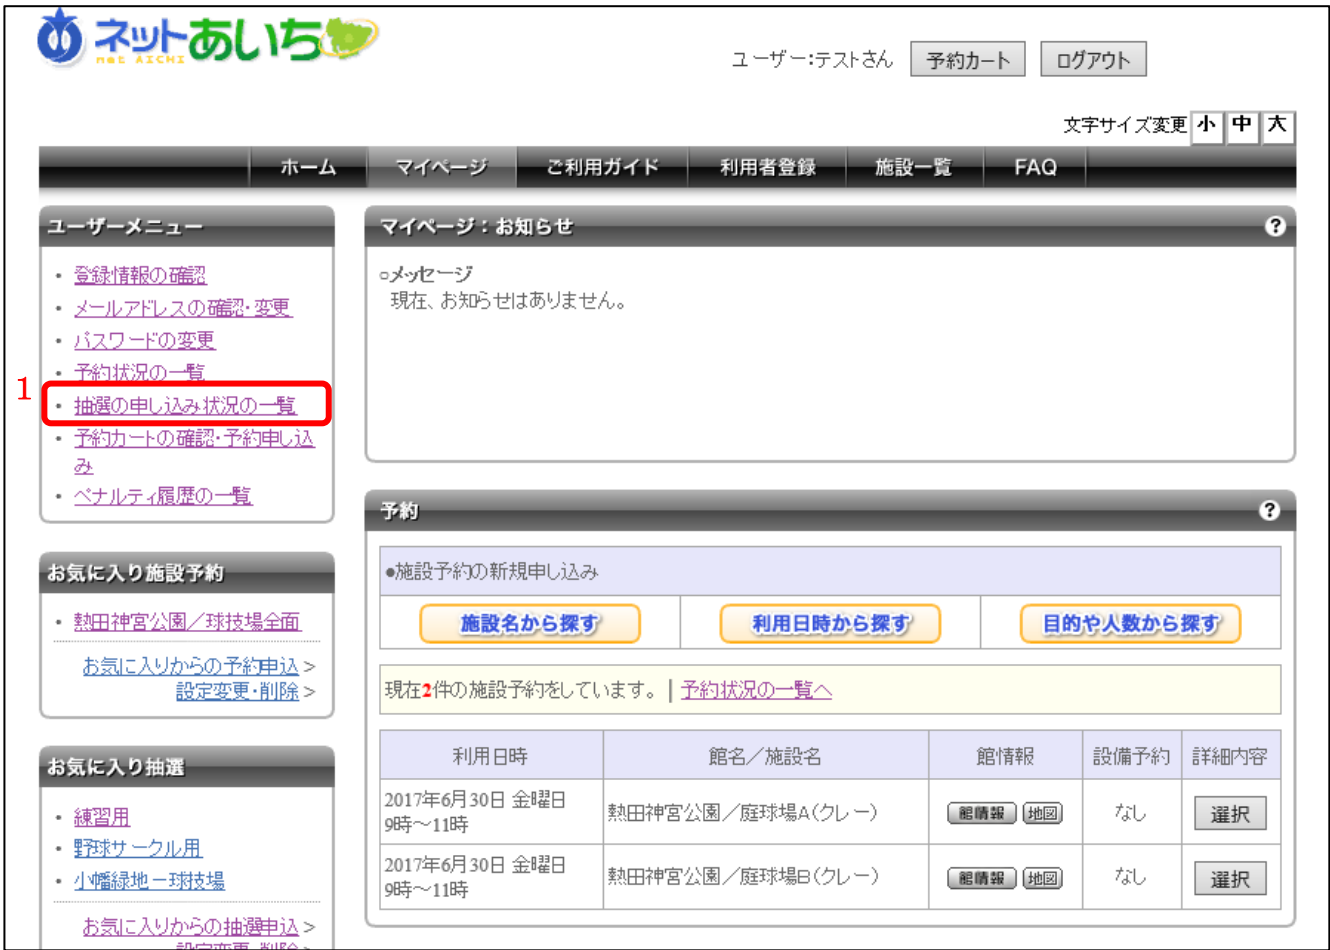 ネットあいち
net AICHI
ユーザー:テストさん 予約カート ログアウト
文字サイズ変更 小 中 大
ホーム マイページ ご利用ガイド 利用者登録 施設一覧 FAQ
ユーザーメニュー
・登録情報の確認
・メールアドレスの確認・変更
・パスワードの変更
・予約状況の一覧
1
・抽選の申し込み状況の一覧
・予約カートの確認・予約申し込
み
・ペナルティ履歴の一覧
マイページ：お知らせ ?
○メッセージ
現在、お知らせはありません。
お気に入り施設予約
・熱田神宮公園／球技場全面
お気に入りからの予約申込 >
設定変更・削除 >
お気に入り抽選
・練習用
・野球サークル用
・小幡緑地－球技場
お気に入りからの抽選申込 >
設定変更・削除 >
予約 ?
●施設予約の新規申し込み
施設名から探す 利用日時から探す 目的や人数から探す
現在2件の施設予約をしています。 | 予約状況の一覧へ
利用日時 館名／施設名 館情報 設備予約 詳細内容
2017年6月30日 金曜日
9時～11時
熱田神宮公園／庭球場A(クレー) 館情報 地図 なし 選択
2017年6月30日 金曜日
9時～11時
熱田神宮公園／庭球場B(クレー) 館情報 地図 なし 選択